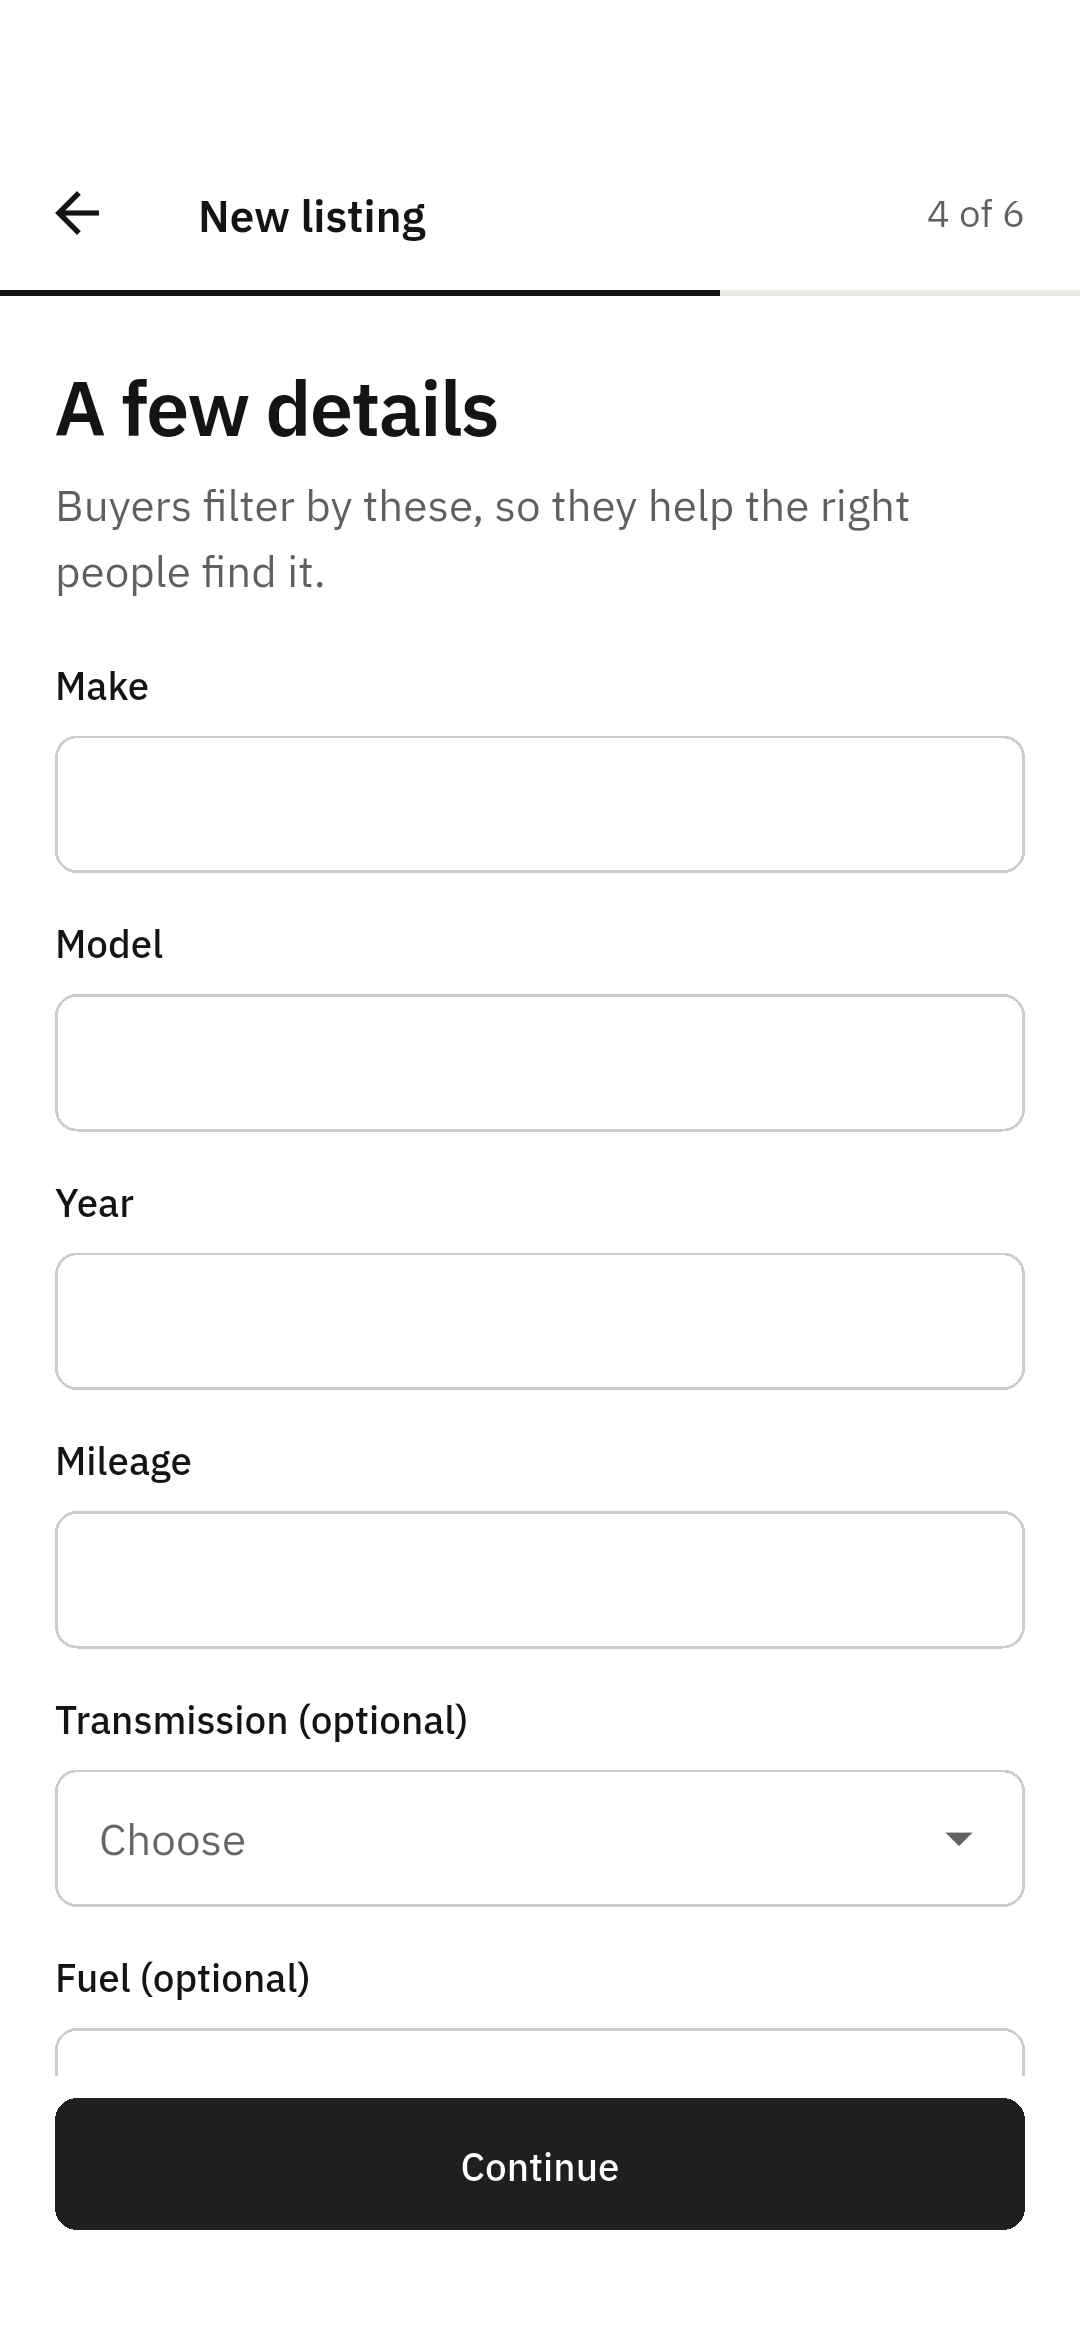 New listing
4 of 6
A few details
Buyers filter by these, so they help the right
people find it.
Make
Model
Year
Mileage
Transmission (optional)
Choose
Fuel (optional)
Continue